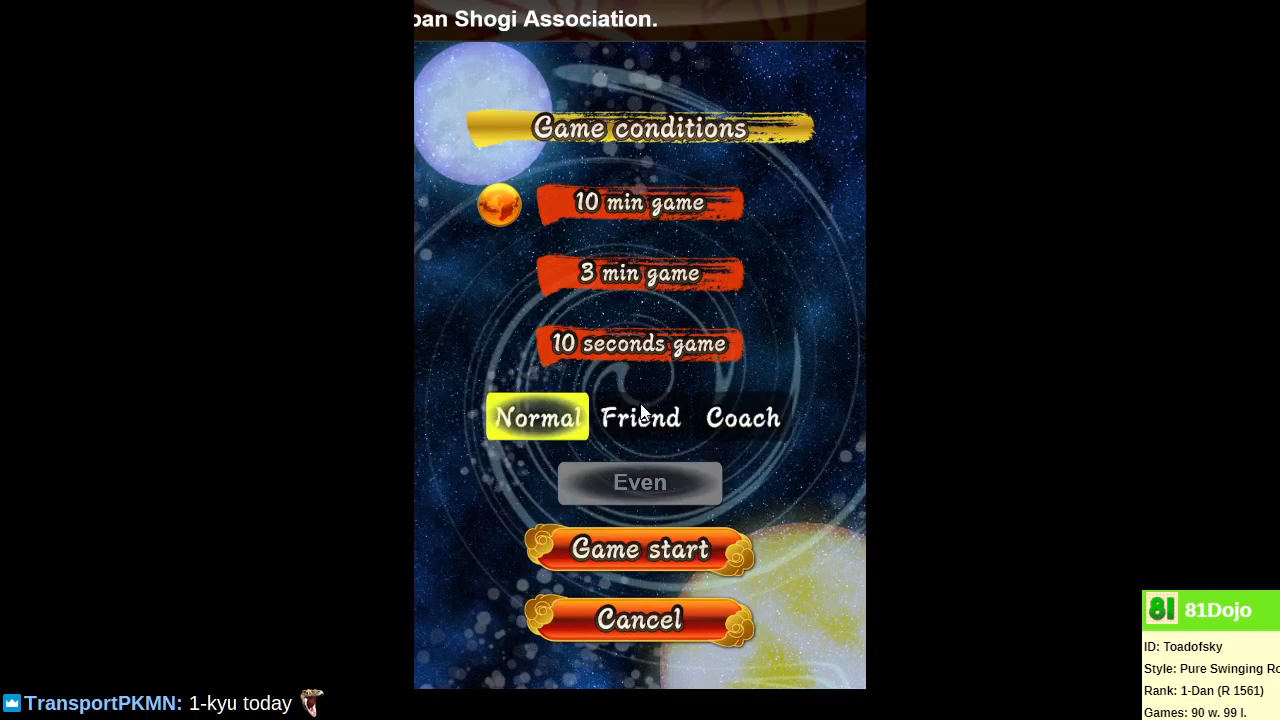 oan Shogi Association.
Game conditions
10 min game
3 min game
10 seconds game
Normal Friend Coach
Even
Game start
Cancel
81 81Dojo
ID: Toadofsky
Style: Pure Swinging Ro
Rank: 1-Dan (R 1561)
Games: 90 w. 99 l.
TransportPKMN: 1-kyu today